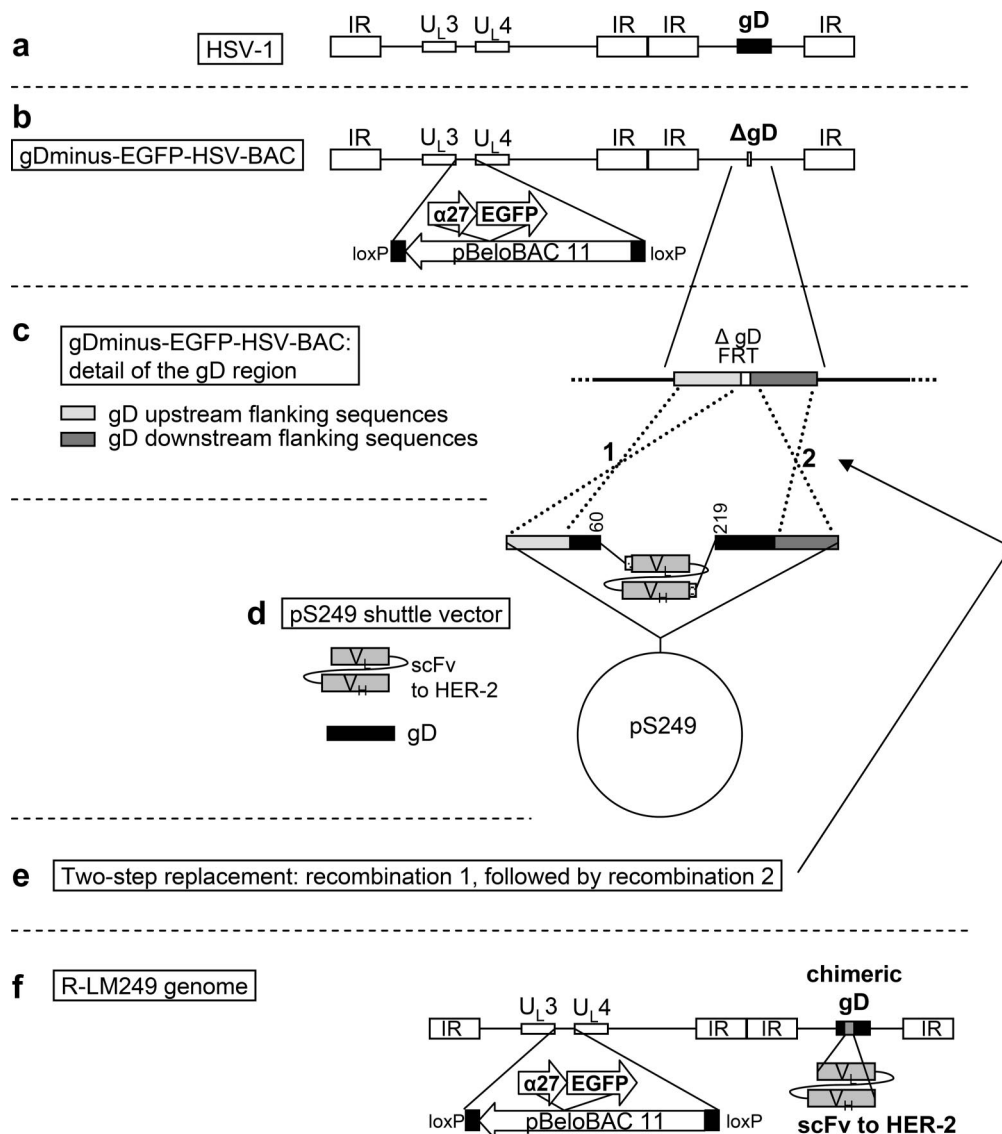 a
HSV-1
IR UL3 UL4 IR IR gD IR
b
gDminus-EGFP-HSV-BAC
IR UL3 UL4 IR IR ΔgD IR
α27 EGFP
loxP pBeloBAC 11 loxP
c
gDminus-EGFP-HSV-BAC:
detail of the gD region
Δ gD
FRT
gD upstream flanking sequences
gD downstream flanking sequences
1 2
60 219
VL
VH
d
pS249 shuttle vector
VL
VH
scFv
to HER-2
gD
pS249
e
Two-step replacement: recombination 1, followed by recombination 2
f
R-LM249 genome
chimeric
gD
IR UL3 UL4 IR IR IR
α27 EGFP
loxP pBeloBAC 11 loxP
VL
VH
scFv to HER-2